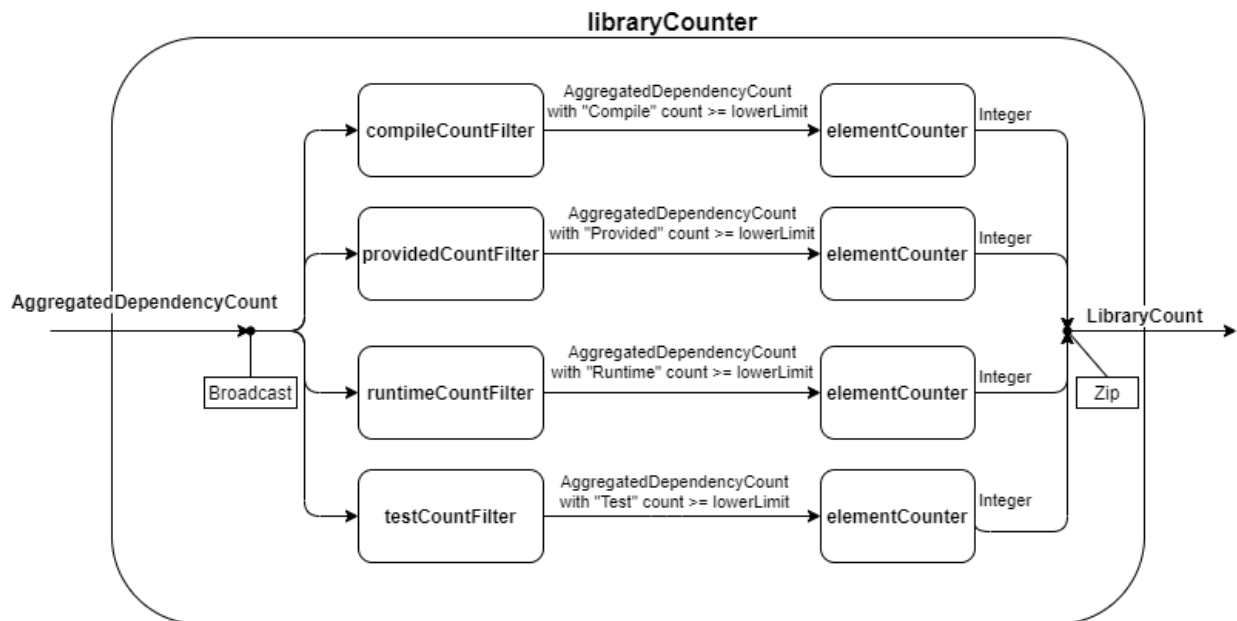 libraryCounter
compileCountFilter
AggregatedDependencyCount
with "Compile" count >= lowerLimit
elementCounter
Integer
providedCountFilter
AggregatedDependencyCount
with "Provided" count >= lowerLimit
elementCounter
Integer
AggregatedDependencyCount
Broadcast
LibraryCount
Zip
runtimeCountFilter
AggregatedDependencyCount
with "Runtime" count >= lowerLimit
elementCounter
Integer
testCountFilter
AggregatedDependencyCount
with "Test" count >= lowerLimit
elementCounter
Integer